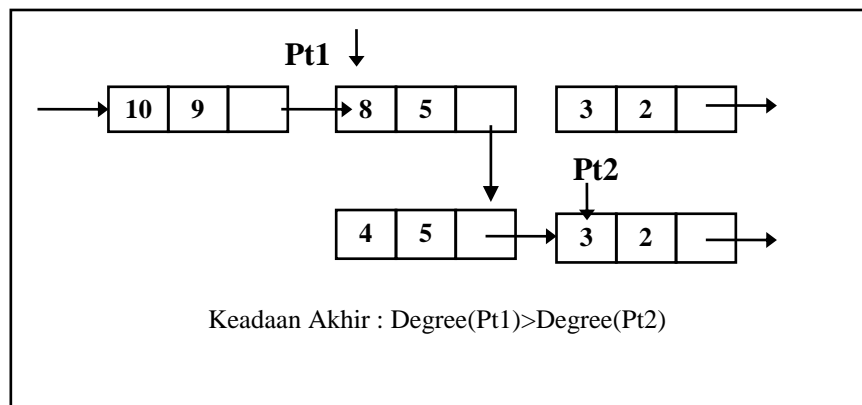 Pt1
10 9 8 5 3 2
Pt2
4 5 3 2
Keadaan Akhir : Degree(Pt1)>Degree(Pt2)